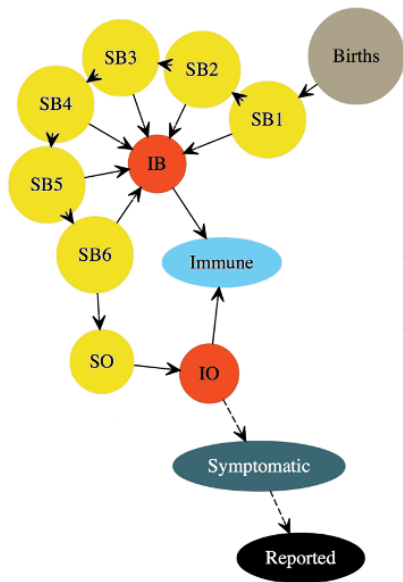 Births
SB3
SB2
SB4
SB1
IB
SB5
SB6
Immune
SO
IO
Symptomatic
Reported